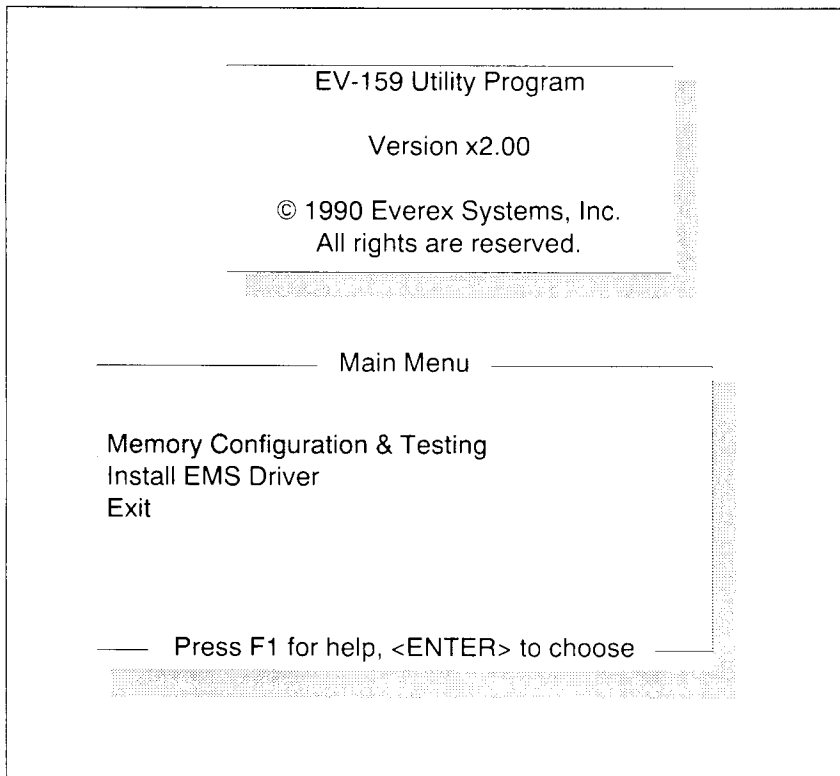 EV-159 Utility Program
Version x2.00
© 1990 Everex Systems, Inc.
All rights are reserved.
Main Menu
Memory Configuration & Testing
Install EMS Driver
Exit
Press F1 for help, <ENTER> to choose